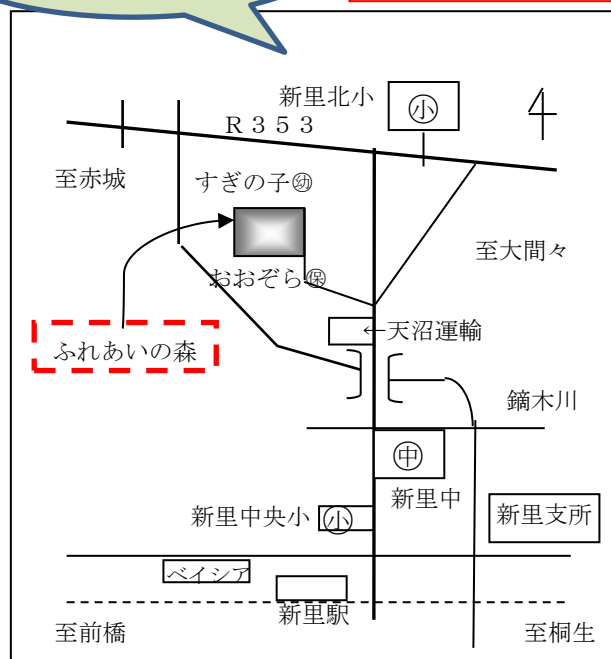 新里北小
㊫
R353
至赤城
すぎの子㊎
至大間々
おおぞら㊩
←天沼運輸
ふれあいの森
鏑木川
㊥
新里中
新里中央小
小
新里支所
ベイシア
新里駅
至前橋
至桐生